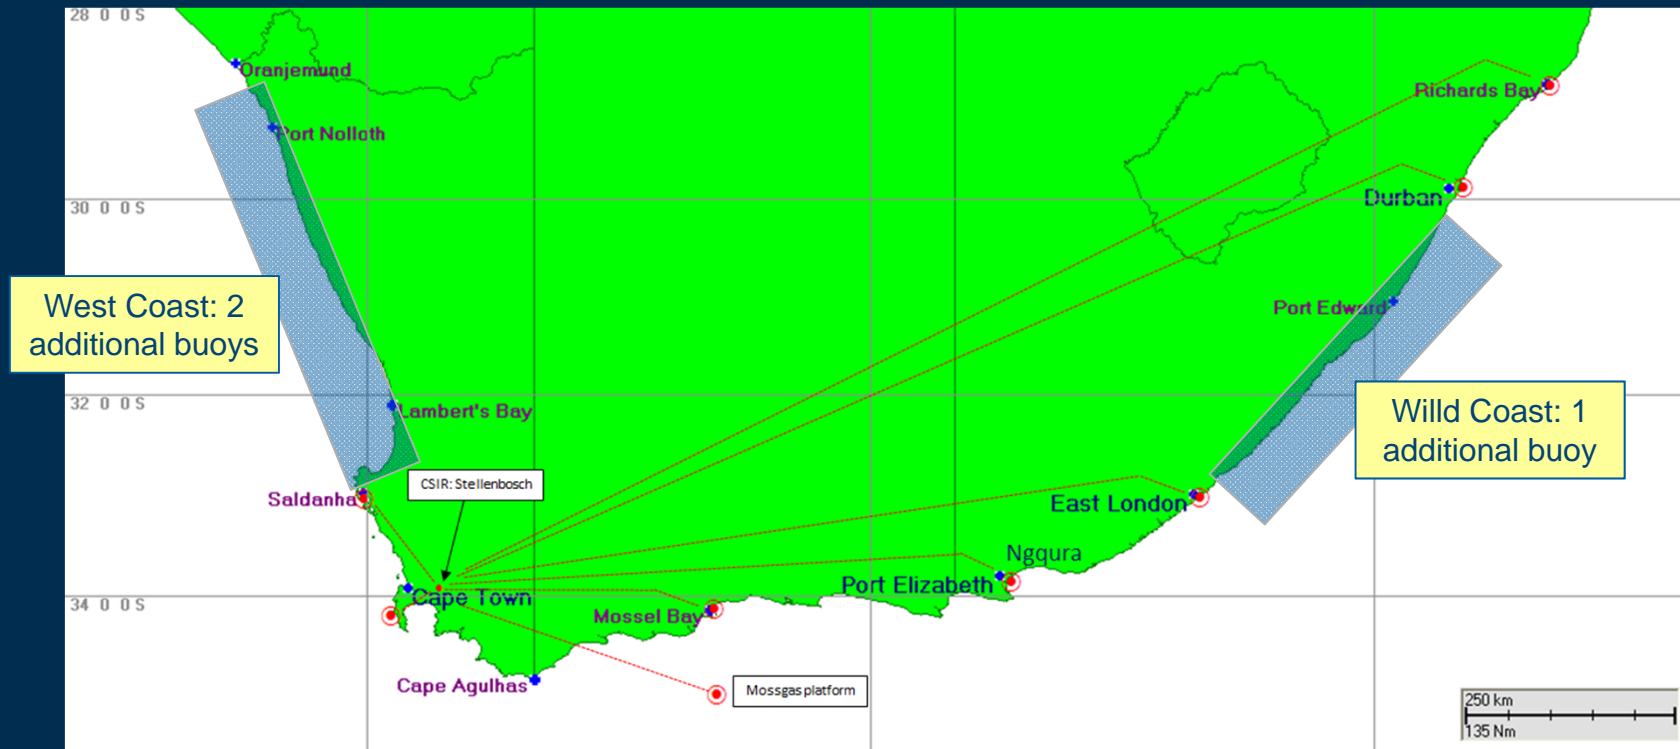 28 0 0 S
Oranjemund
Richards Bay
Port Nolloth
30 0 0 S
Durban
West Coast: 2
additional buoys
Port Edward
32 0 0 S
Lambert's Bay
Willd Coast: 1
additional buoy
CSIR: Stellenbosch
Saldanha
East London
Ngqura
Port Elizabeth
34 0 0 S
Cape Town
Mossel Bay
Cape Agulhas
Mossgas platform
250 km
135 Nm